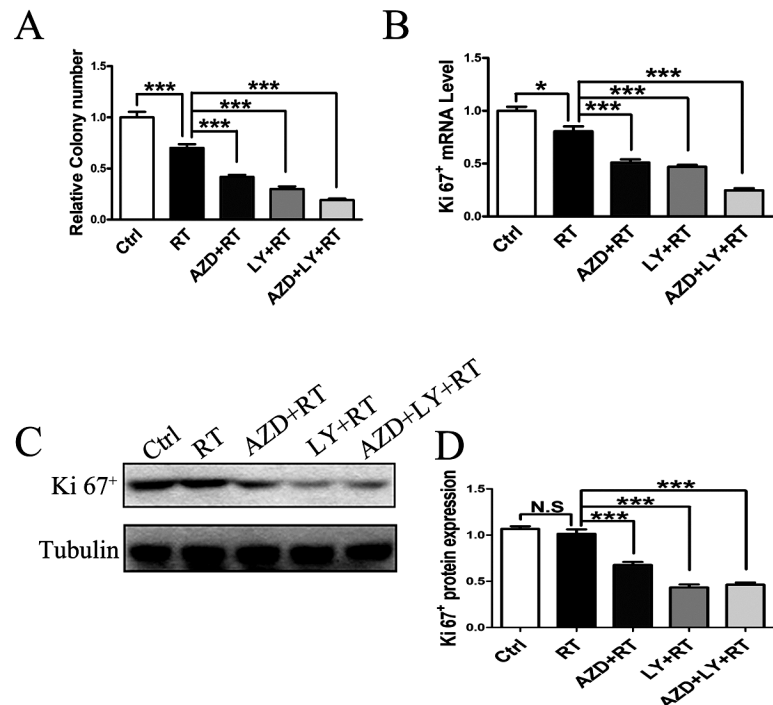 A
Relative Colony number
1.5
1.0
0.5
0.0
***
***
***
***
Ctrl
RT
AZD+RT
LY+RT
AZD+LY+RT
B
Ki 67+ mRNA Level
1.5
1.0
0.5
0.0
*
***
***
***
Ctrl
RT
AZD+RT
LY+RT
AZD+LY+RT
C
Ctrl
RT
AZD+RT
LY+RT
AZD+LY+RT
Ki 67+
Tubulin
D
Ki 67+ protein expression
1.5
1.0
0.5
0.0
N.S
***
***
***
Ctrl
RT
AZD+RT
LY+RT
AZD+LY+RT